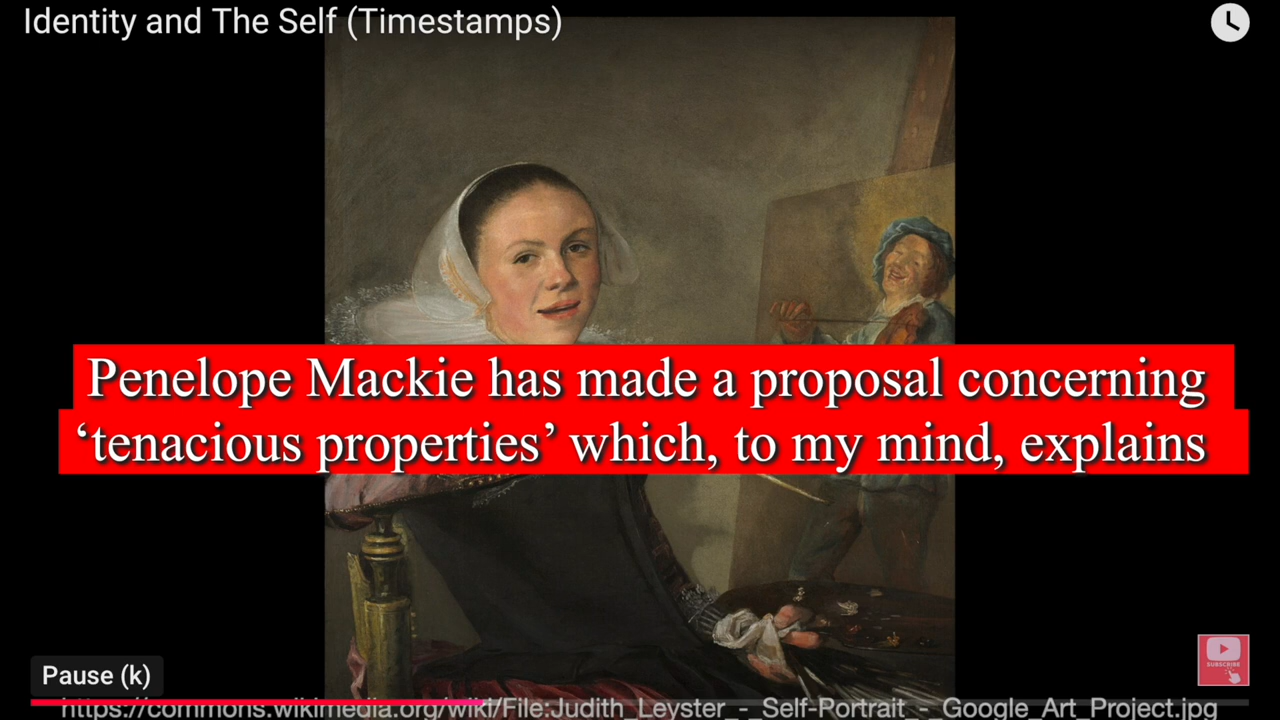 Identity and The Self (Timestamps)
Penelope Mackie has made a proposal concerning
‘tenacious properties’ which, to my mind, explains
SUBSCRIBE
Pause (k)
https://commons.wikimedia.org/wiki/File:Judith_Leyster_-_Self-Portrait_-_Google_Art_Project.jpg